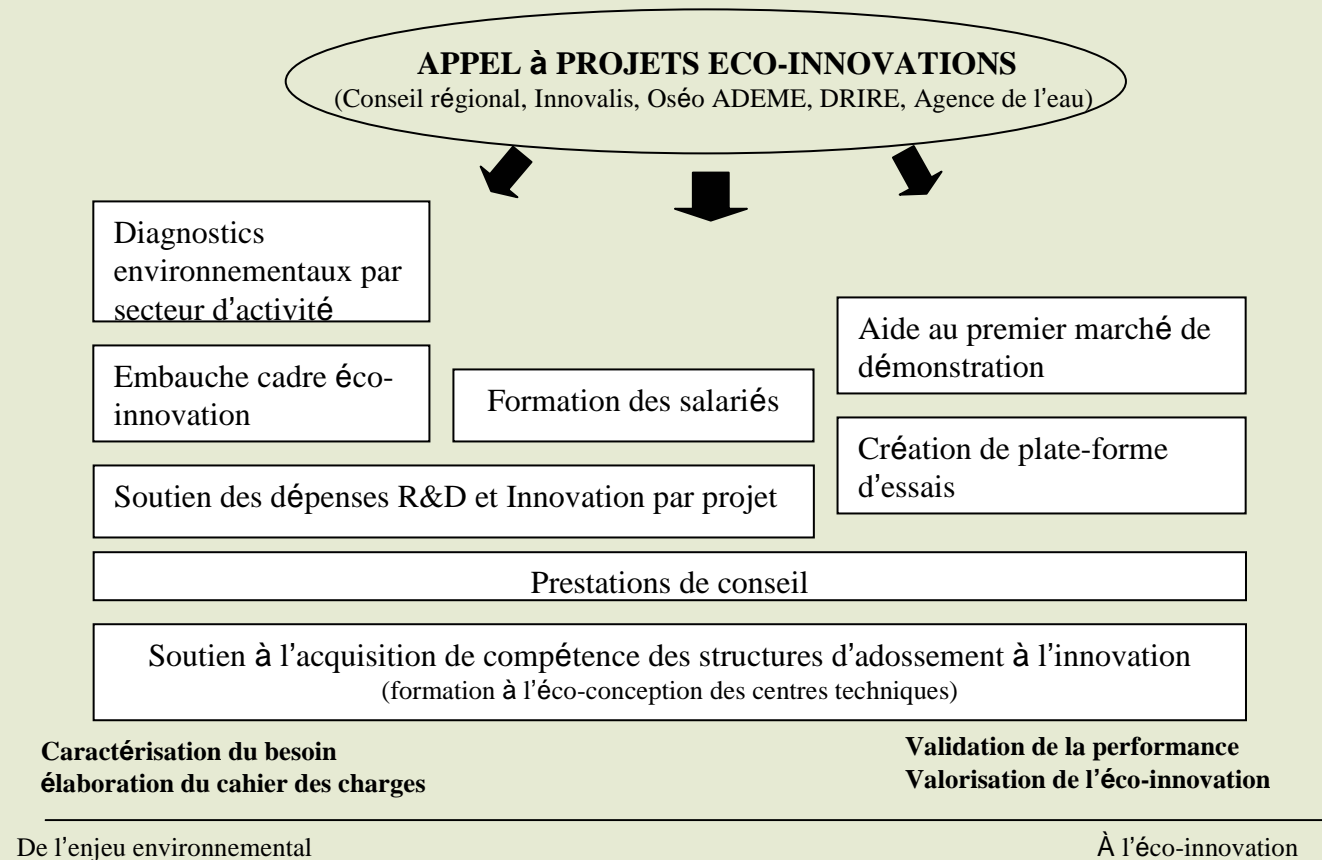 APPEL à PROJETS ECO-INNOVATIONS
(Conseil régional, Innovalis, Oséo ADEME, DRIRE, Agence de l’eau)
Diagnostics
environnementaux par
secteur d’activité
Embauche cadre éco-
innovation
Formation des salariés
Aide au premier marché de
démonstration
Création de plate-forme
d’essais
Soutien des dépenses R&D et Innovation par projet
Prestations de conseil
Soutien à l’acquisition de compétence des structures d’adossement à l’innovation
(formation à l’éco-conception des centres techniques)
Caractérisation du besoin
élaboration du cahier des charges
Validation de la performance
Valorisation de l’éco-innovation
De l’enjeu environnemental
À l’éco-innovation